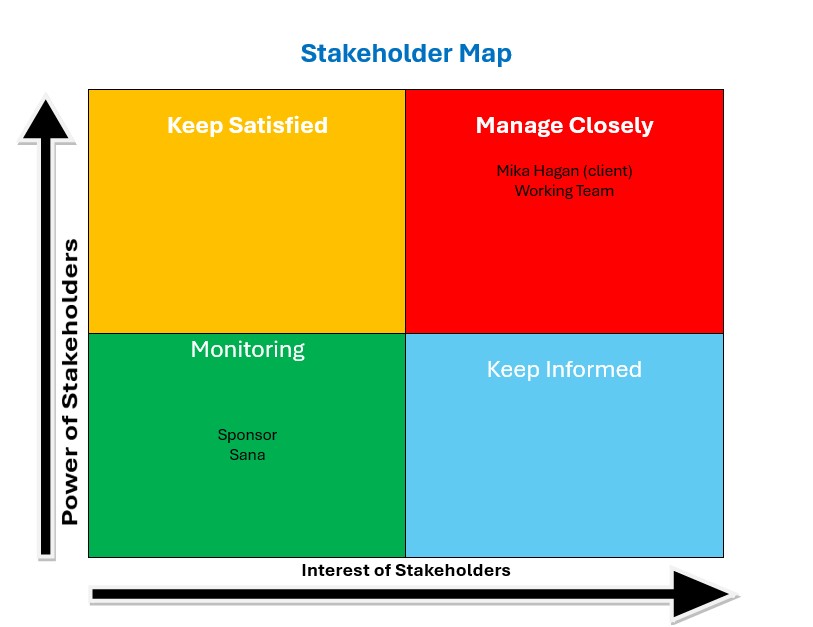 Stakeholder Map
Keep Satisfied
Manage Closely
Mika Hagan (client)
Working Team
Power of Stakeholders
Monitoring
Sponsor
Sana
Keep Informed
Interest of Stakeholders